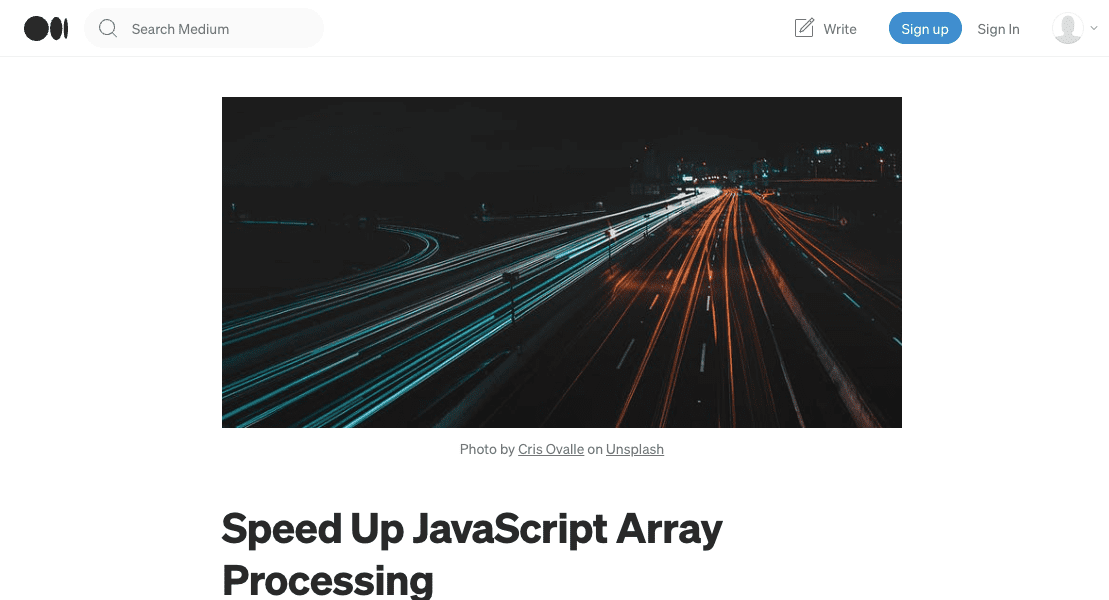 Search Medium
Write
Sign up
Sign In
Photo by Cris Ovalle on Unsplash
Speed Up JavaScript Array
Processing